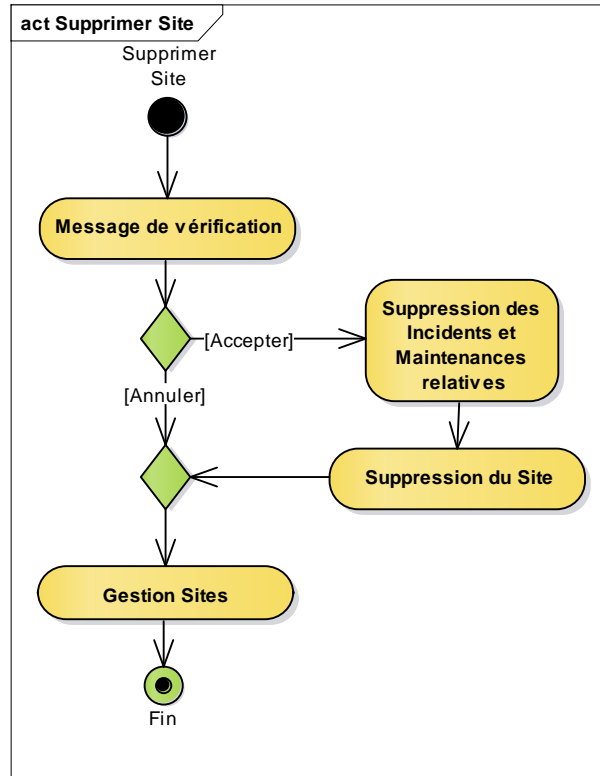 act Supprimer Site
Supprimer
Site
Message de vérification
[Accepter]
Suppression des
Incidents et
Maintenances
relatives
[Annuler]
Suppression du Site
Gestion Sites
Fin